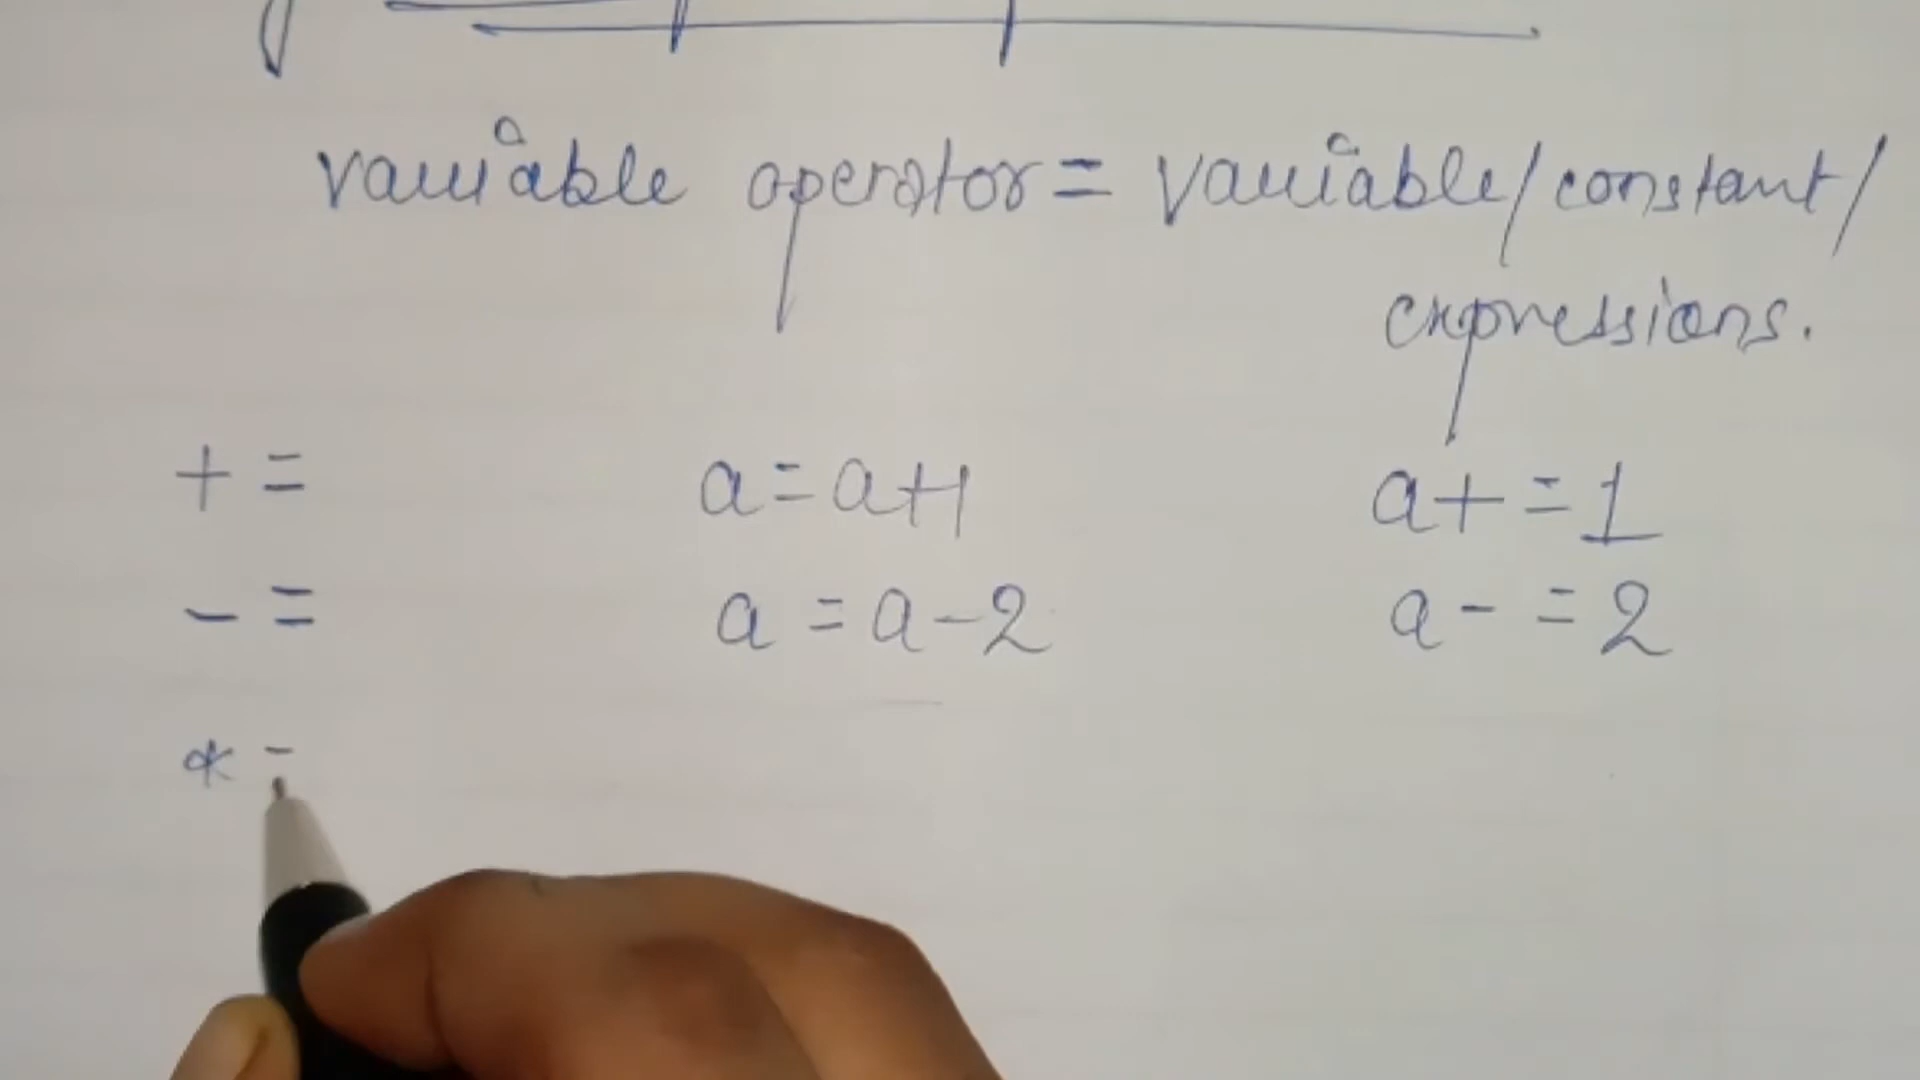 variable operator = variable/constant/
expressions.
+ = a = a+1 a + = 1
- = a = a - 2 a - = 2
* -